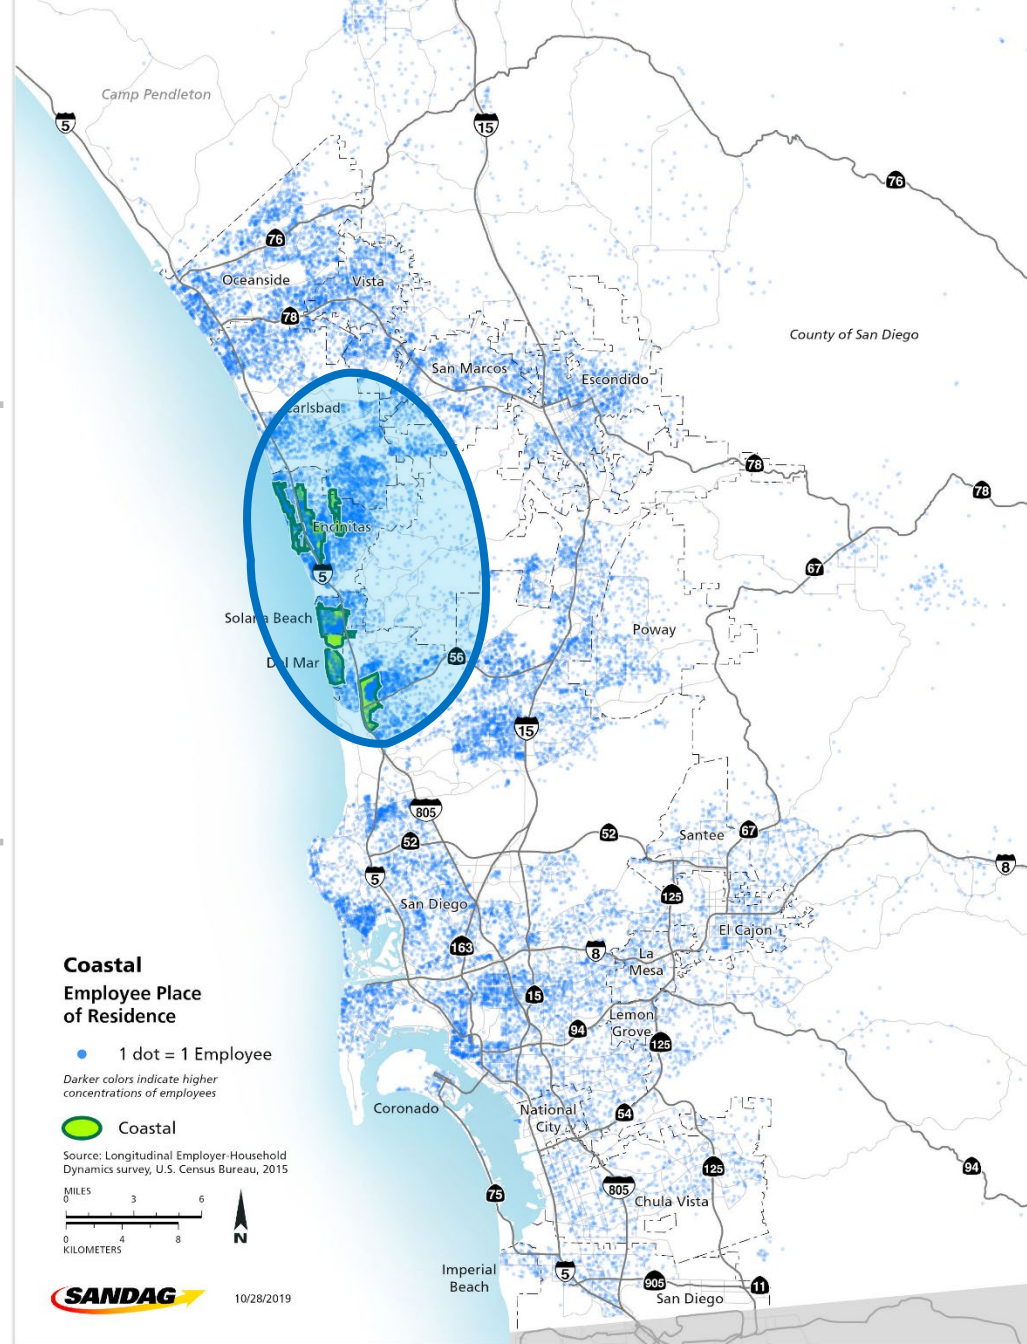 Camp Pendleton
5
15
76
76
Oceanside
Vista
78
County of San Diego
San Marcos
Escondido
Carlsbad
78
78
Encinitas
67
5
Solana Beach
Poway
56
Del Mar
15
805
52
52
Santee
67
5
8
125
San Diego
El Cajon
163
8
La
Mesa
Coastal
Employee Place
of Residence
15
Lemon
Grove
94
125
1 dot = 1 Employee
Darker colors indicate higher
concentrations of employees
Coronado
National
City
54
Coastal
Source: Longitudinal Employer-Household
Dynamics survey, U.S. Census Bureau, 2015
125
94
MILES
0 3 6
75
805
Chula Vista
0 4 8
KILOMETERS
N
Imperial
Beach
5
905
11
San Diego
SANDAG
10/28/2019